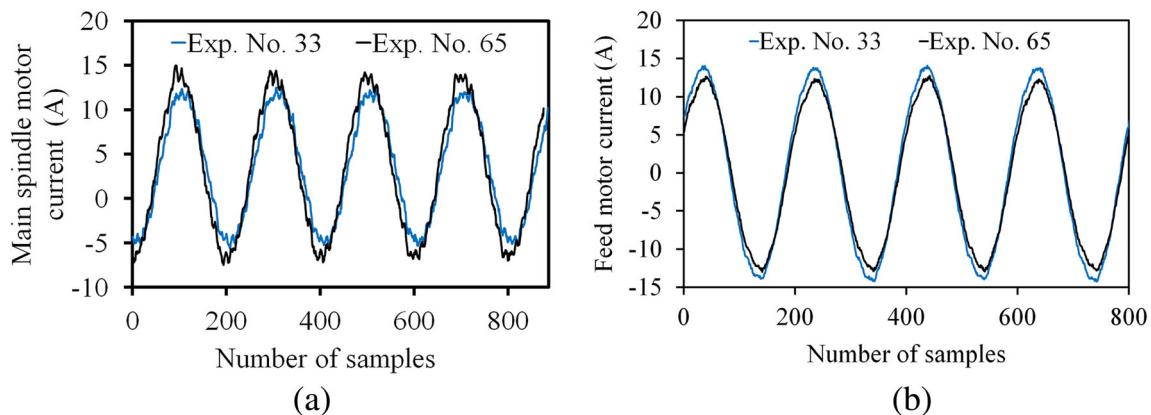 20
15
10
5
0
-5
-10
Main spindle motor
current (A)
Exp. No. 33
Exp. No. 65
0
200
400
600
800
Number of samples
(a)
20
15
10
5
0
-5
-10
-15
Feed motor current (A)
Exp. No. 33
Exp. No. 65
0
200
400
600
800
Number of samples
(b)